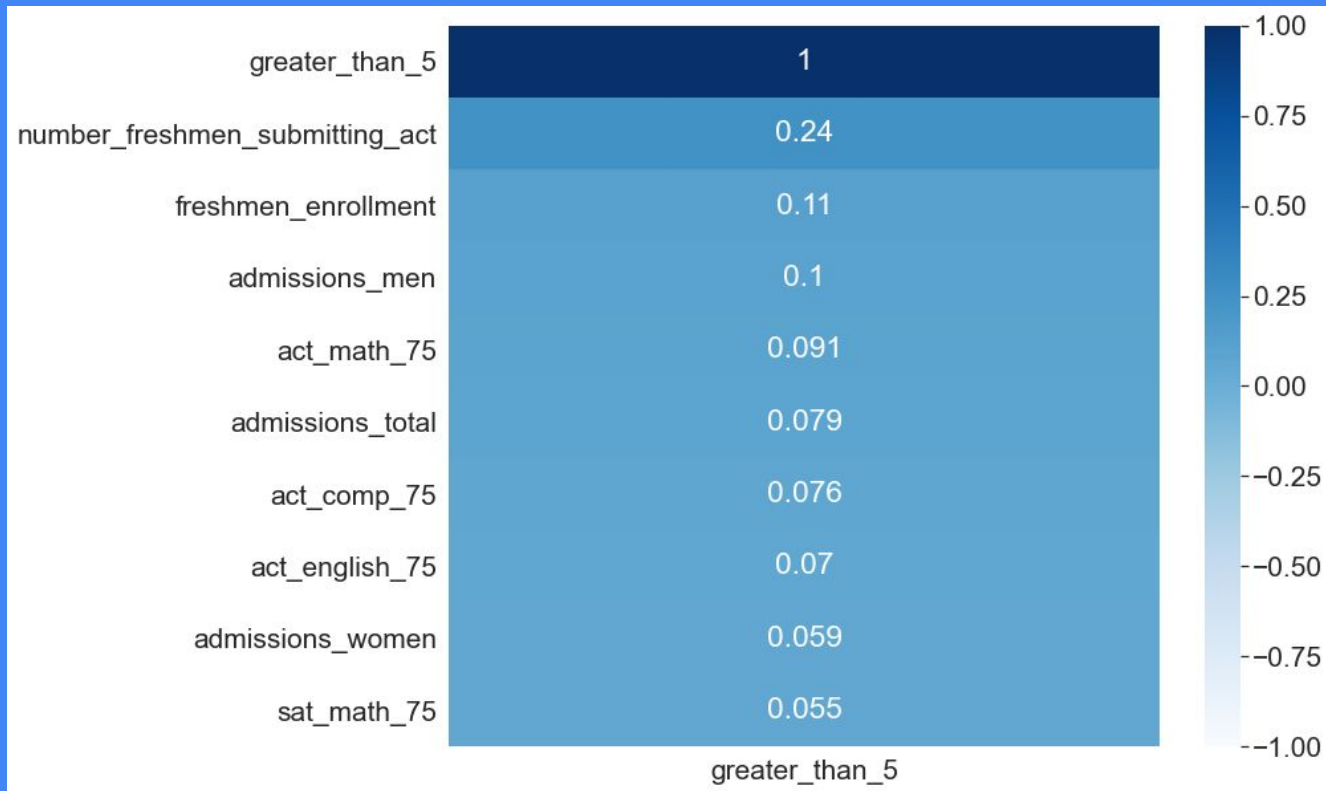 greater_than_5 1
number_freshmen_submitting_act 0.24
freshmen_enrollment 0.11
admissions_men 0.1
act_math_75 0.091
admissions_total 0.079
act_comp_75 0.076
act_english_75 0.07
admissions_women 0.059
sat_math_75 0.055
greater_than_5
1.00
0.75
0.50
0.25
0.00
−0.25
−0.50
−0.75
−1.00